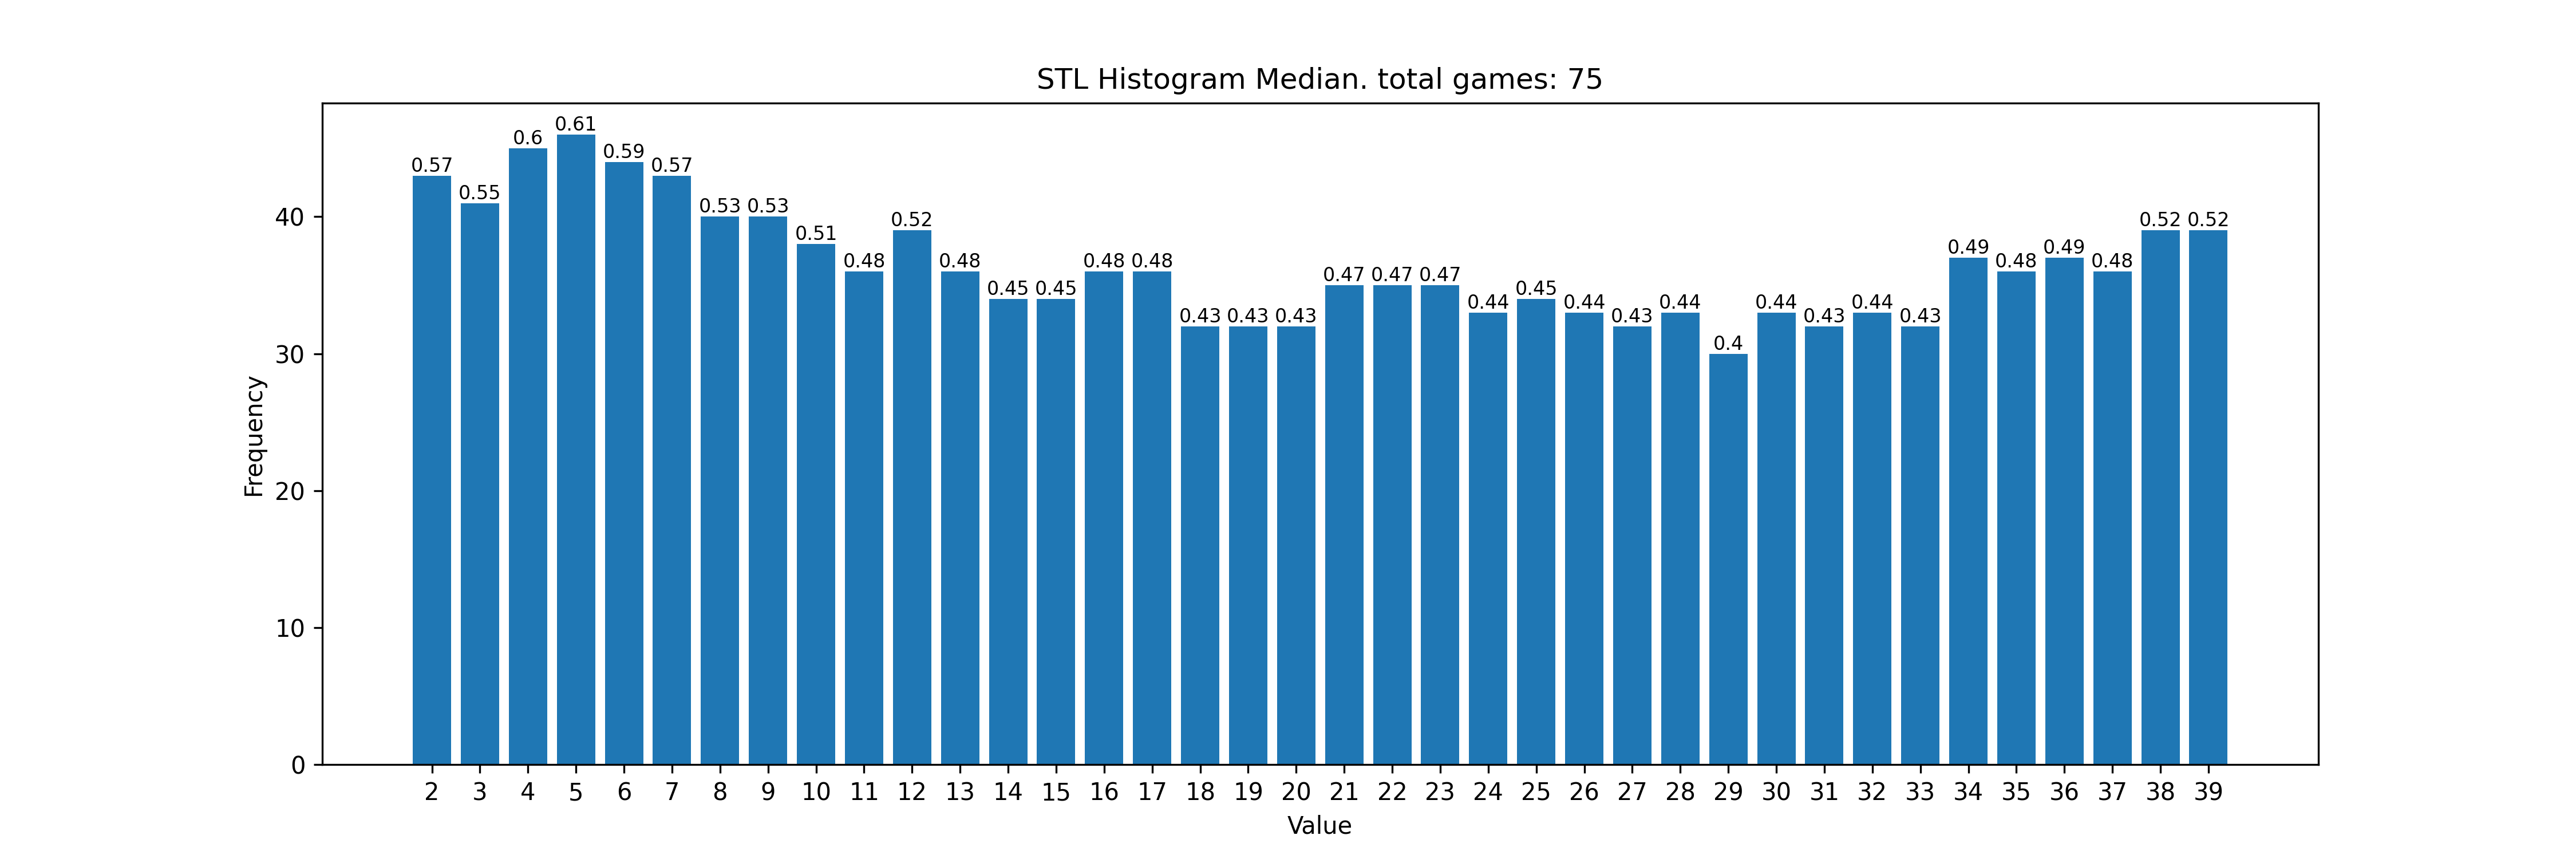 STL Histogram Median. total games: 75
0.57 0.55 0.6 0.61 0.59 0.57 0.53 0.53 0.51 0.48 0.52 0.48 0.45 0.45 0.48 0.48 0.43 0.43 0.43 0.47 0.47 0.47 0.44 0.45 0.44 0.43 0.44 0.4 0.44 0.43 0.44 0.43 0.49 0.48 0.49 0.48 0.52 0.52
Frequency
40
30
20
10
0
2 3 4 5 6 7 8 9 10 11 12 13 14 15 16 17 18 19 20 21 22 23 24 25 26 27 28 29 30 31 32 33 34 35 36 37 38 39
Value